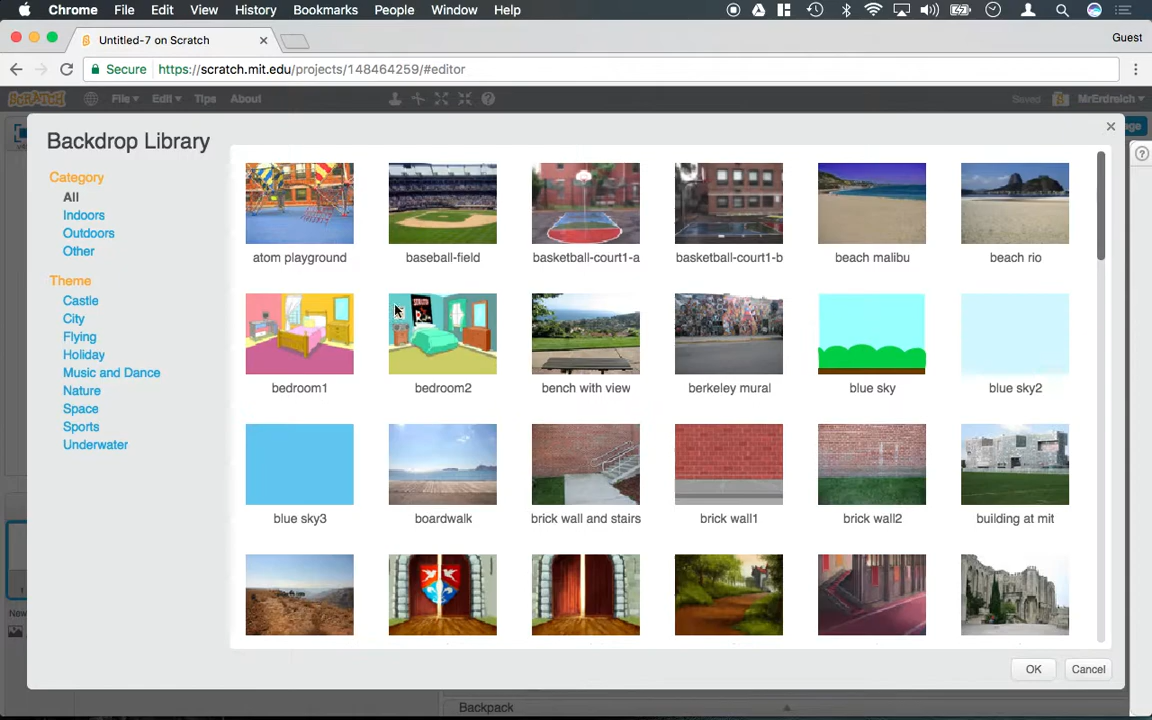 Chrome File Edit View History Bookmarks People Window Help
Untitled-7 on Scratch
Guest
Secure https://scratch.mit.edu/projects/148464259/#editor
SCRATCH File Edit Tips About Saved MrErdreich
Backdrop Library
Category
All
Indoors
Outdoors
Other
Theme
Castle
City
Flying
Holiday
Music and Dance
Nature
Space
Sports
Underwater
atom playground baseball-field basketball-court1-a basketball-court1-b beach malibu beach rio
bedroom1 bedroom2 bench with view berkeley mural blue sky blue sky2
blue sky3 boardwalk brick wall and stairs brick wall1 brick wall2 building at mit
OK Cancel
Backpack